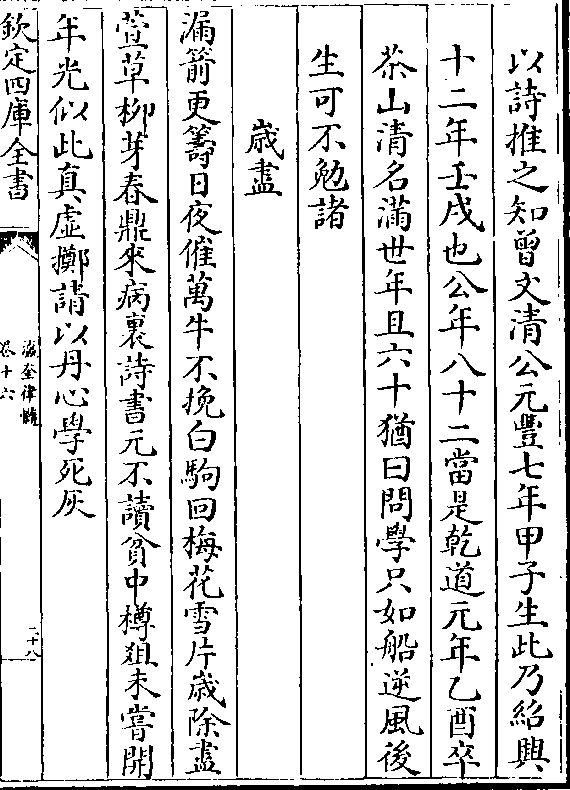 以詩推之知曾文清公元豐七年甲子生此乃紹興
十二年壬戌也公年八十二當是乾道元年乙酉卒
茶山清名滿世年且六十猶曰問學只如船逆風後
生可不勉諸
歲盡
漏箭更籌日夜催萬牛不挽白駒回梅花雪片歲除盡
萱草柳芽春鼎來病裏詩書元不讀貧中樽俎未嘗開
年光似此真虛擲請以丹心學死灰
欽定四庫全書
瀛奎律髓
卷十六
二十八